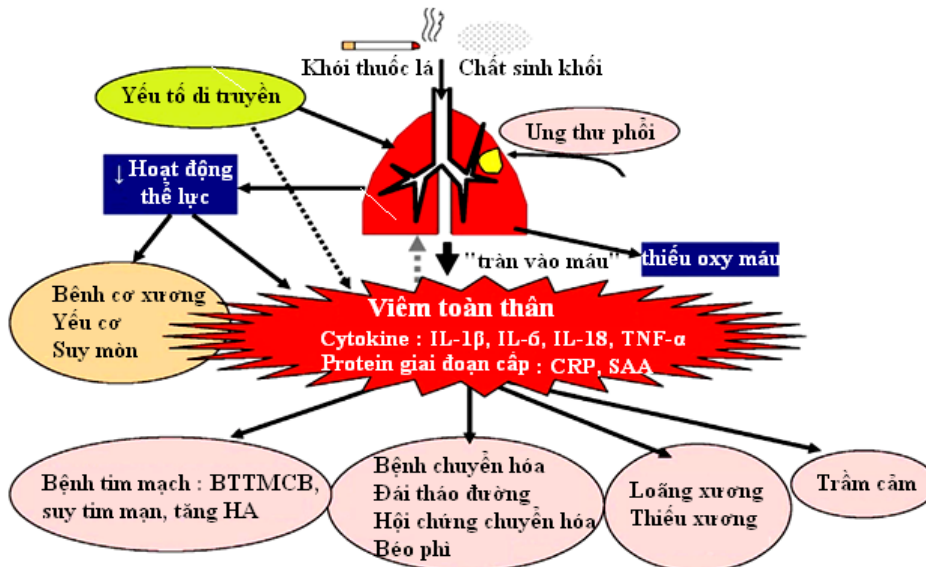 Khói thuốc lá
Chất sinh khối
Yếu tố di truyền
Ung thư phổi
↓ Hoạt động
thể lực
"tràn vào máu"
thiếu oxy máu
Bệnh cơ xương
Yếu cơ
Suy mòn
Viêm toàn thân
Cytokine : IL-1β, IL-6, IL-18, TNF-α
Protein giai đoạn cấp : CRP, SAA
Bệnh tim mạch : BTTMCB,
suy tim mạn, tăng HA
Bệnh chuyển hóa
Đái tháo đường
Hội chứng chuyển hóa
Béo phì
Loãng xương
Thiếu xương
Trầm cảm